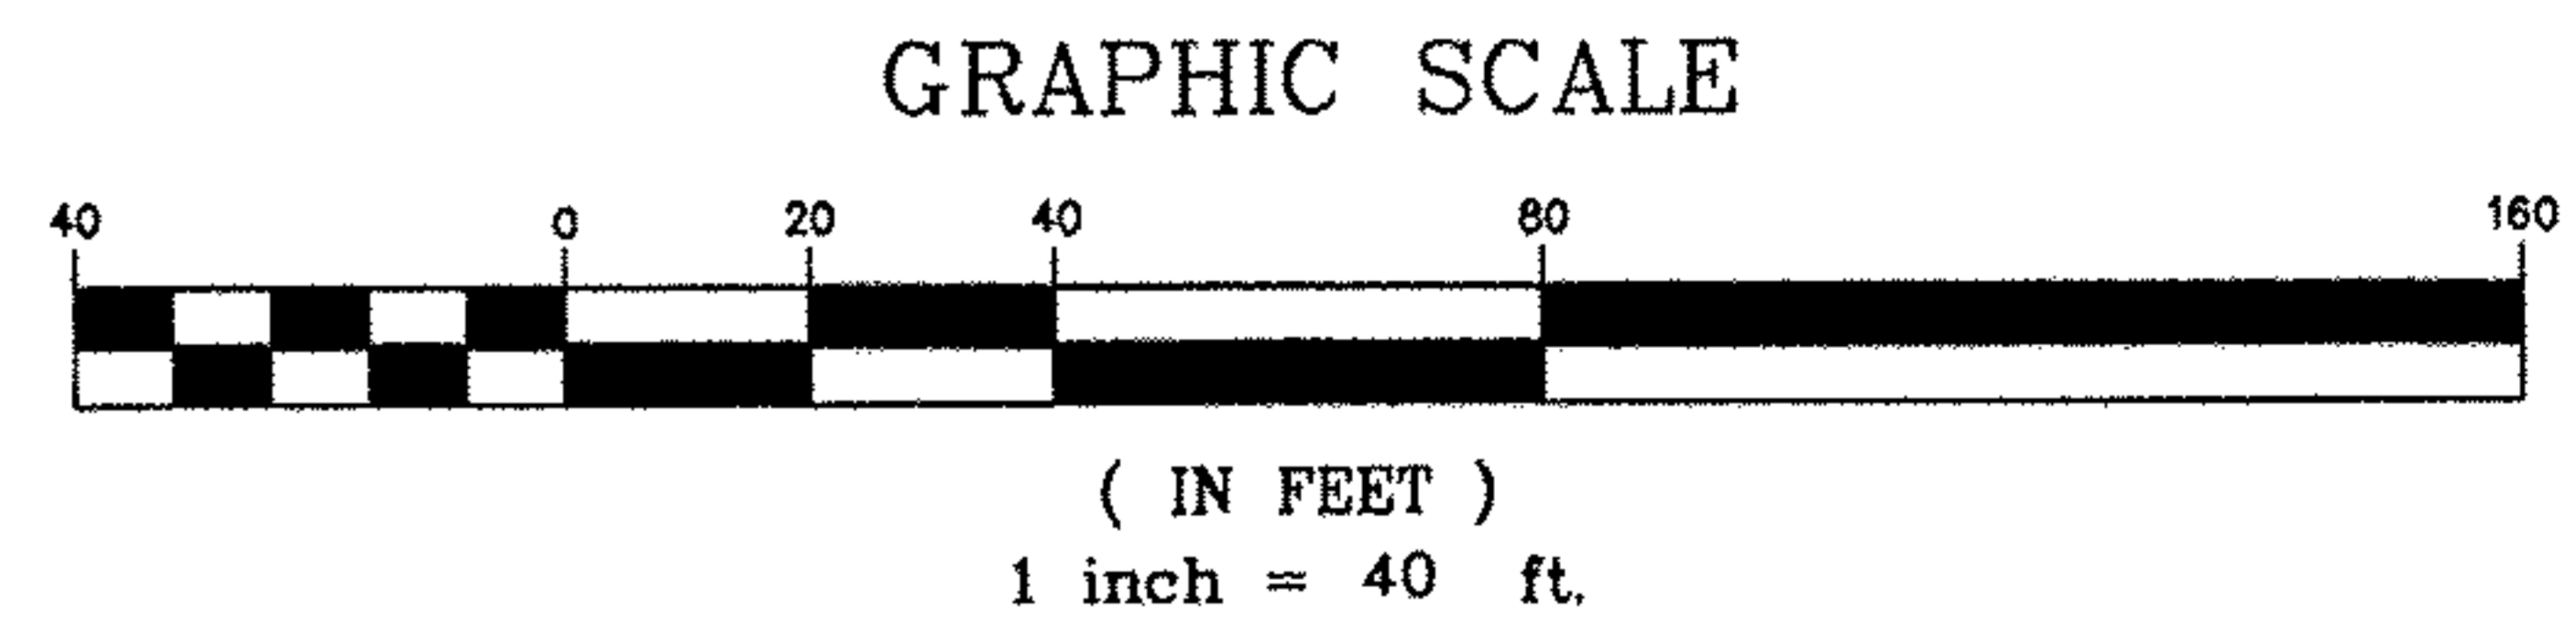 GRAPHIC SCALE
40 0 20 40 80 160
( IN FEET )
1 inch = 40 ft.